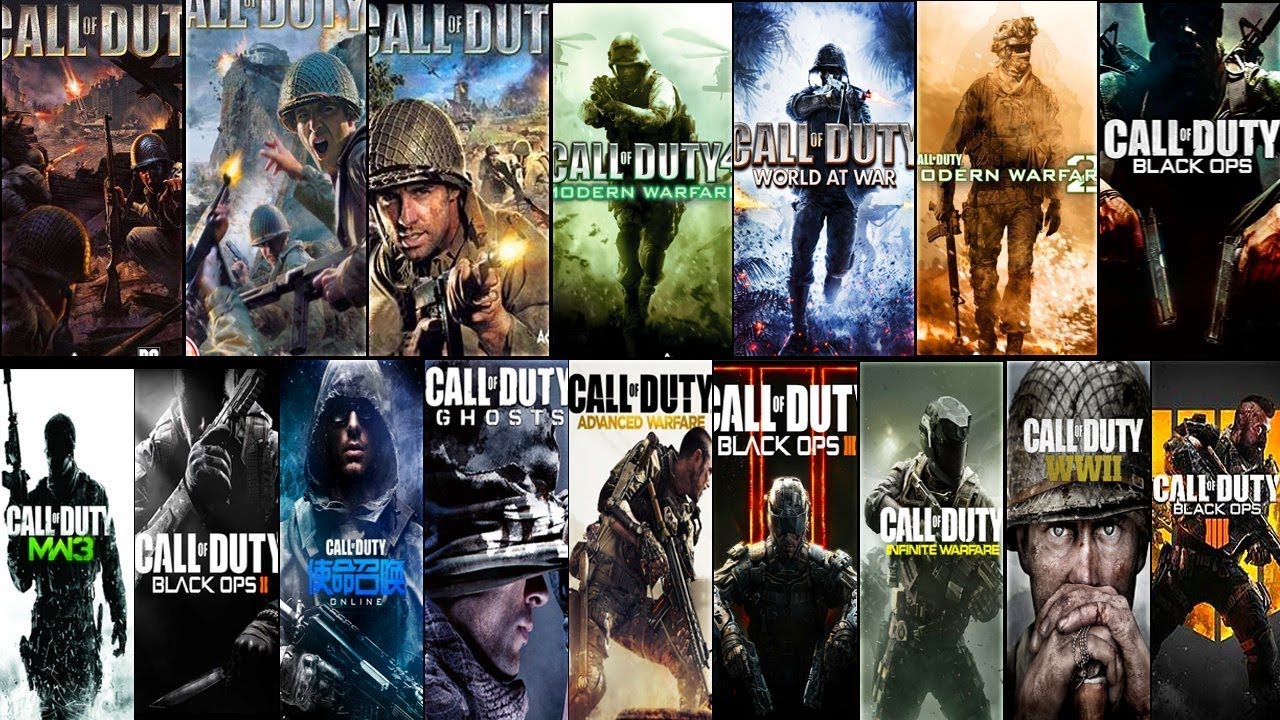 CALL OF DUT
CALL OF DUT
CALL OF DUT
CALL OF DUTY 4
MODERN WARFARE
CALL OF DUTY
WORLD AT WAR
CALL OF DUTY
MODERN WARFARE
2
CALL OF DUTY
BLACK OPS
CALL OF DUTY
MW3
CALL OF DUTY
BLACK OPS II
CALL OF DUTY
使命召唤
ONLINE
CALL OF DUTY
GHOSTS
CALL OF DUTY
ADVANCED WARFARE
CALL OF DUTY
BLACK OPS III
CALL OF DUTY
INFINITE WARFARE
CALL OF DUTY
WWII
CALL OF DUTY
BLACK OPS
IIII